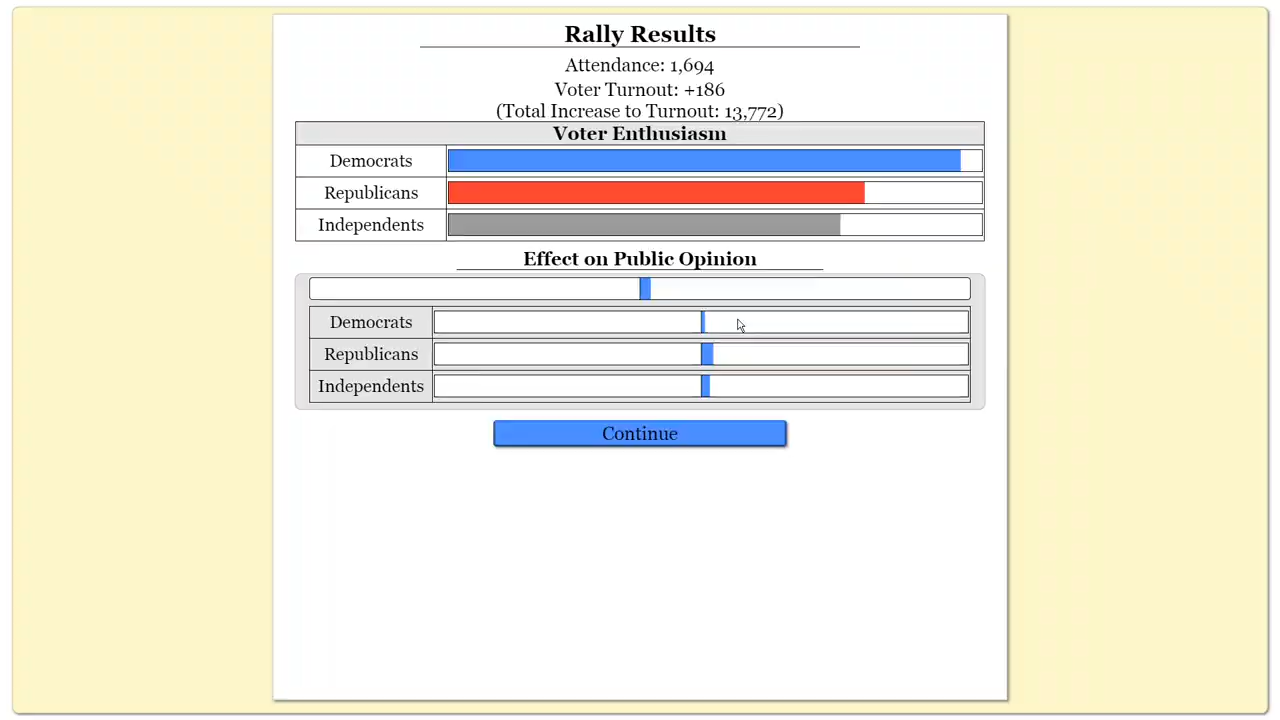 Rally Results
Attendance: 1,694
Voter Turnout: +186
(Total Increase to Turnout: 13,772)
Voter Enthusiasm
Democrats
Republicans
Independents
Effect on Public Opinion
Democrats
Republicans
Independents
Continue